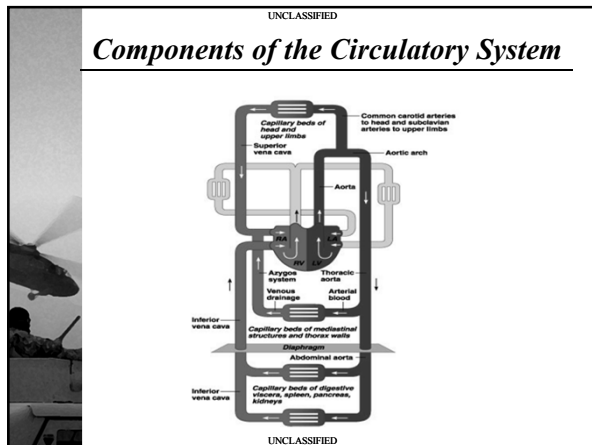 UNCLASSIFIED
Components of the Circulatory System
Capillary beds of
head and
upper limbs
Common carotid arteries
to head and subclavian
arteries to upper limbs
Superior
vena cava
Aortic arch
Aorta
RA
LA
RV
LV
Azygos
system
Thoracic
aorta
Venous
drainage
Arterial
blood
Inferior
vena cava
Capillary beds of mediastinal
structures and thorax walls
Diaphragm
Abdominal aorta
Inferior
vena cava
Capillary beds of digestive
viscera, spleen, pancreas,
kidneys
UNCLASSIFIED